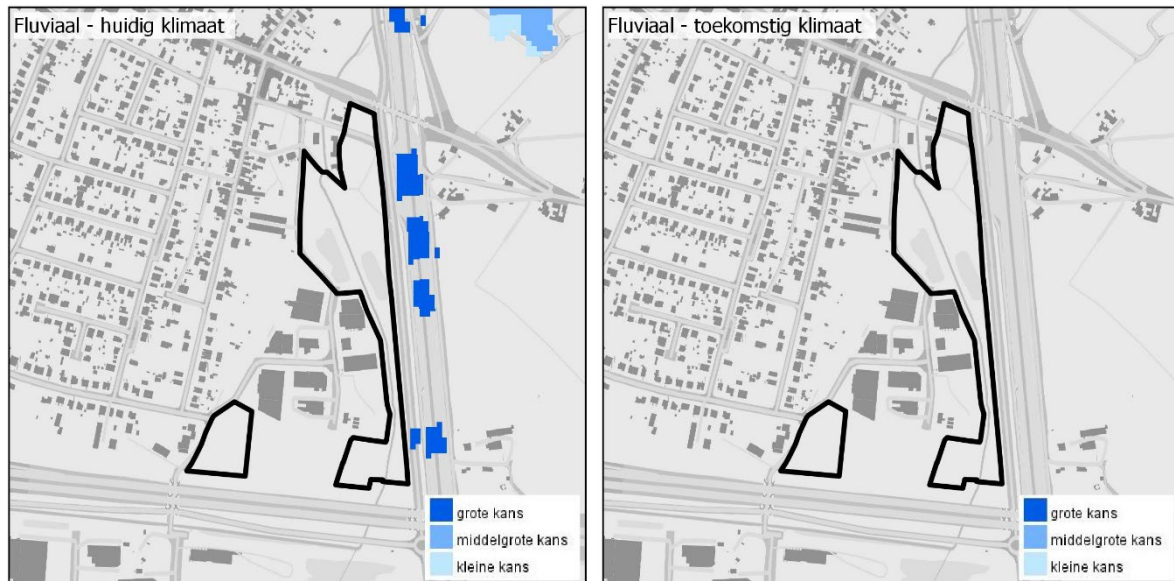 Fluviaal - huidig klimaat
grote kans
middelgrote kans
kleine kans
Fluviaal - toekomstig klimaat
grote kans
middelgrote kans
kleine kans